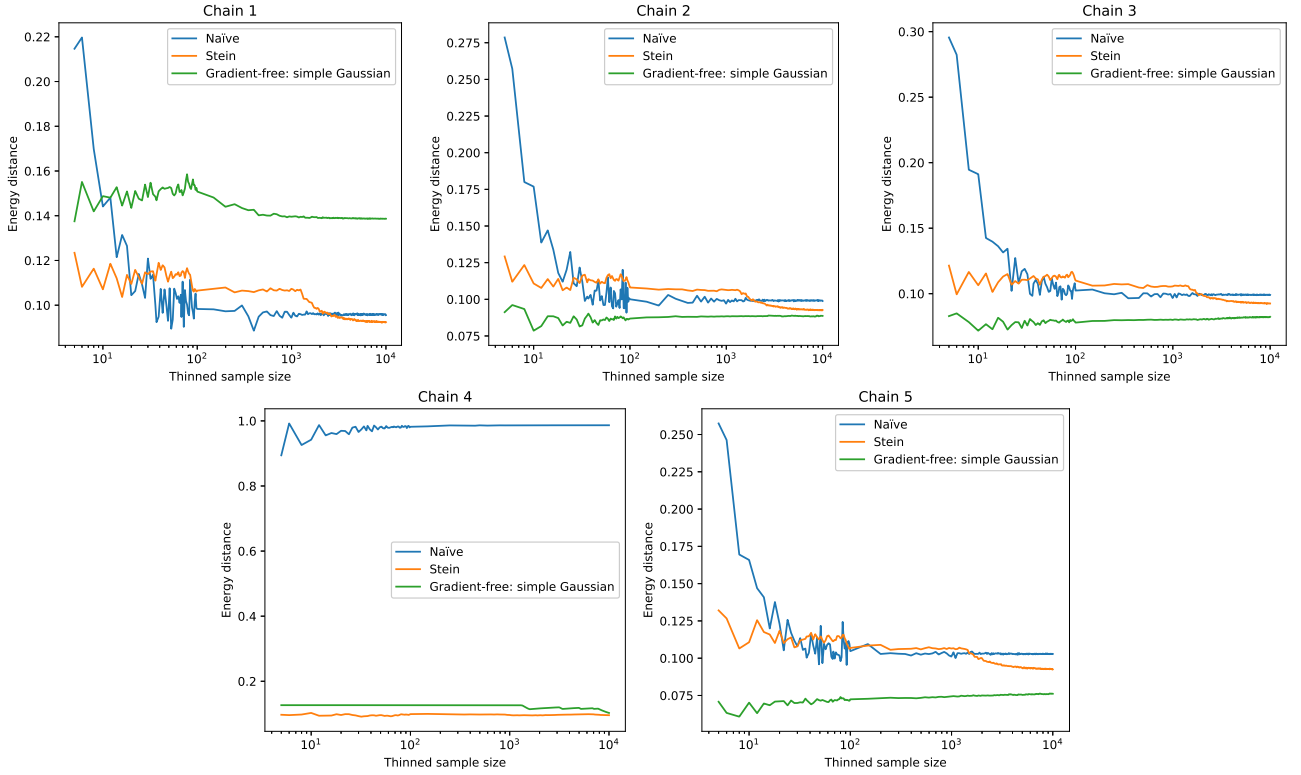 Chain 1
Naïve
Stein
Gradient-free: simple Gaussian
0.22
0.20
0.18
0.16
0.14
0.12
0.10
Energy distance
10¹
10²
10³
10⁴
Thinned sample size
Chain 2
Naïve
Stein
Gradient-free: simple Gaussian
0.275
0.250
0.225
0.200
0.175
0.150
0.125
0.100
0.075
Energy distance
10¹
10²
10³
10⁴
Thinned sample size
Chain 3
Naïve
Stein
Gradient-free: simple Gaussian
0.30
0.25
0.20
0.15
0.10
Energy distance
10¹
10²
10³
10⁴
Thinned sample size
Chain 4
Naïve
Stein
Gradient-free: simple Gaussian
1.0
0.8
0.6
0.4
0.2
Energy distance
10¹
10²
10³
10⁴
Thinned sample size
Chain 5
Naïve
Stein
Gradient-free: simple Gaussian
0.250
0.225
0.200
0.175
0.150
0.125
0.100
0.075
Energy distance
10¹
10²
10³
10⁴
Thinned sample size